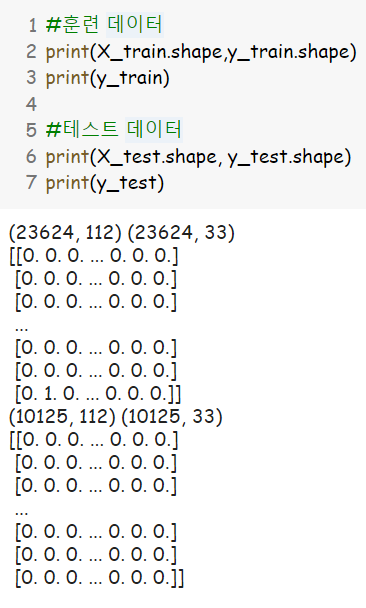 1 #훈련 데이터
2 print(X_train.shape,y_train.shape)
3 print(y_train)
4
5 #테스트 데이터
6 print(X_test.shape, y_test.shape)
7 print(y_test)
(23624, 112) (23624, 33)
[[0. 0. 0. ... 0. 0. 0.]
[0. 0. 0. ... 0. 0. 0.]
[0. 0. 0. ... 0. 0. 0.]
...
[0. 0. 0. ... 0. 0. 0.]
[0. 0. 0. ... 0. 0. 0.]
[0. 1. 0. ... 0. 0. 0.]]
(10125, 112) (10125, 33)
[[0. 0. 0. ... 0. 0. 0.]
[0. 0. 0. ... 0. 0. 0.]
[0. 0. 0. ... 0. 0. 0.]
...
[0. 0. 0. ... 0. 0. 0.]
[0. 0. 0. ... 0. 0. 0.]
[0. 0. 0. ... 0. 0. 0.]]